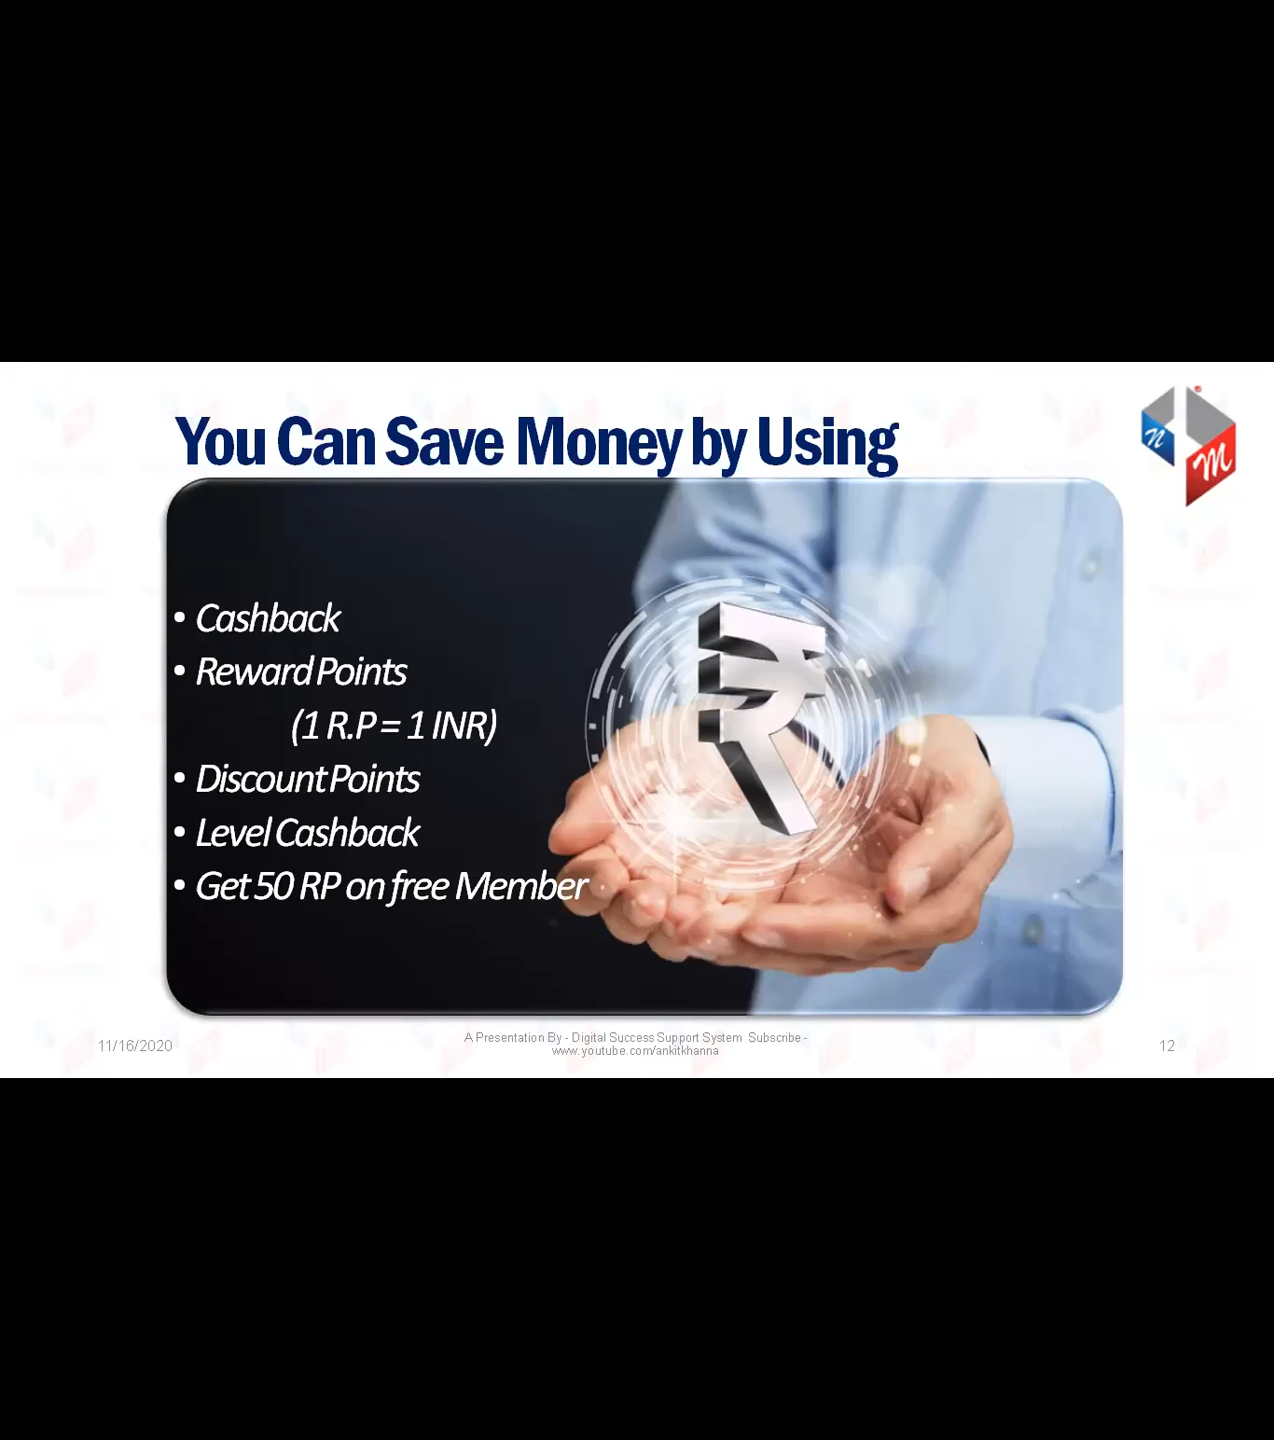 You Can Save Money by Using
n
m
• Cashback
• Reward Points
(1 R.P = 1 INR)
• Discount Points
• Level Cashback
• Get 50 RP on free Member
11/16/2020
A Presentation By - Digital Success Support System Subscribe -
www.youtube.com/ankitkhanna
12